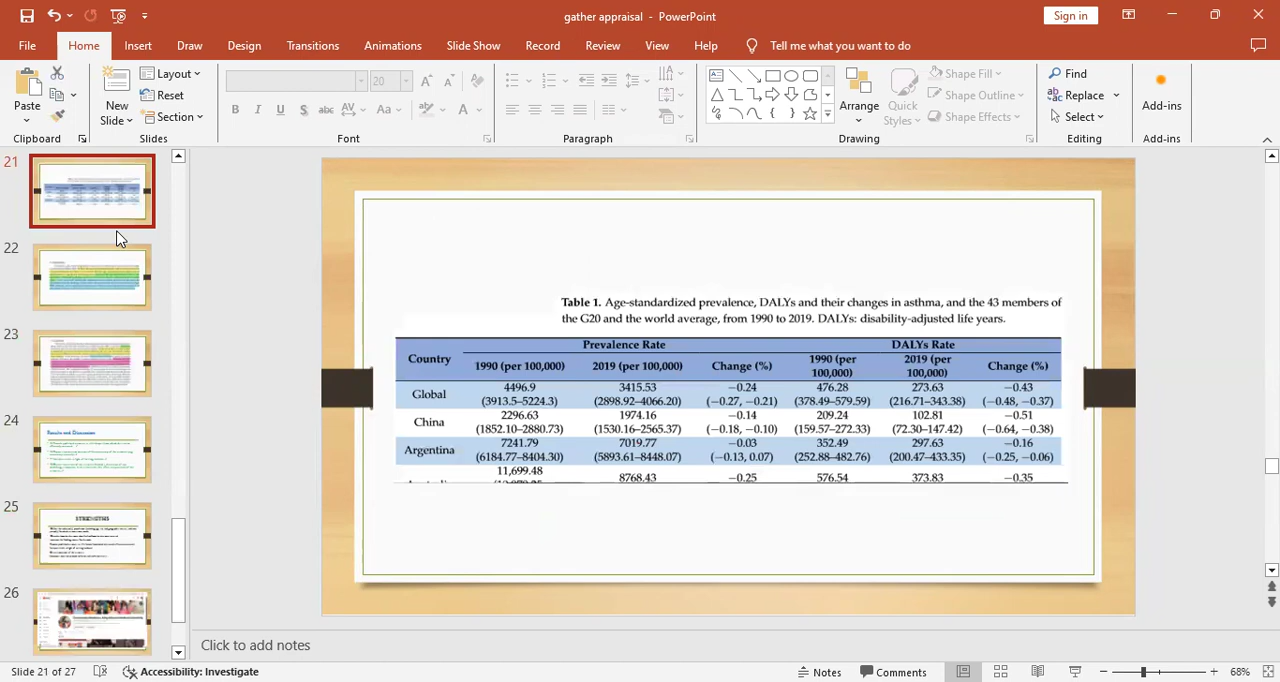 gather appraisal - PowerPoint
Sign in
File Home Insert Draw Design Transitions Animations Slide Show Record Review View Help Tell me what you want to do
Paste
New Slide
Layout
Reset
Section
20
B I U S abc AV Aa A
Arrange
Quick Styles
Shape Fill
Shape Outline
Shape Effects
Find
Replace
Select
Add-ins
Clipboard Slides Font Paragraph Drawing Editing Add-ins
21
22
23
24
Results and Discussion
25
STRENGTHS
26
Table 1. Age-standardized prevalence, DALYs and their changes in asthma, and the 43 members of
the G20 and the world average, from 1990 to 2019. DALYs: disability-adjusted life years.
Country Prevalence Rate DALYs Rate
1990 (per 100,000) 2019 (per 100,000) Change (%) 1990 (per 100,000) 2019 (per 100,000) Change (%)
Global 4496.9 3415.53 −0.24 476.28 273.63 −0.43
(3913.5–5224.3) (2898.92–4066.20) (−0.27, −0.21) (378.49–579.59) (216.71–343.38) (−0.48, −0.37)
China 2296.63 1974.16 −0.14 209.24 102.81 −0.51
(1852.10–2880.73) (1530.16–2565.37) (−0.18, −0.1) (159.57–272.33) (72.30–147.42) (−0.64, −0.38)
Argentina 7241.79 7019.77 −0.03 352.49 297.63 −0.16
(6184.77–8404.30) (5893.61–8448.07) (−0.13, 0.1) (252.88–482.76) (200.47–433.35) (−0.25, −0.06)
11,699.48 8768.43 −0.25 576.54 373.83 −0.35
Click to add notes
Slide 21 of 27 Accessibility: Investigate Notes Comments 68%